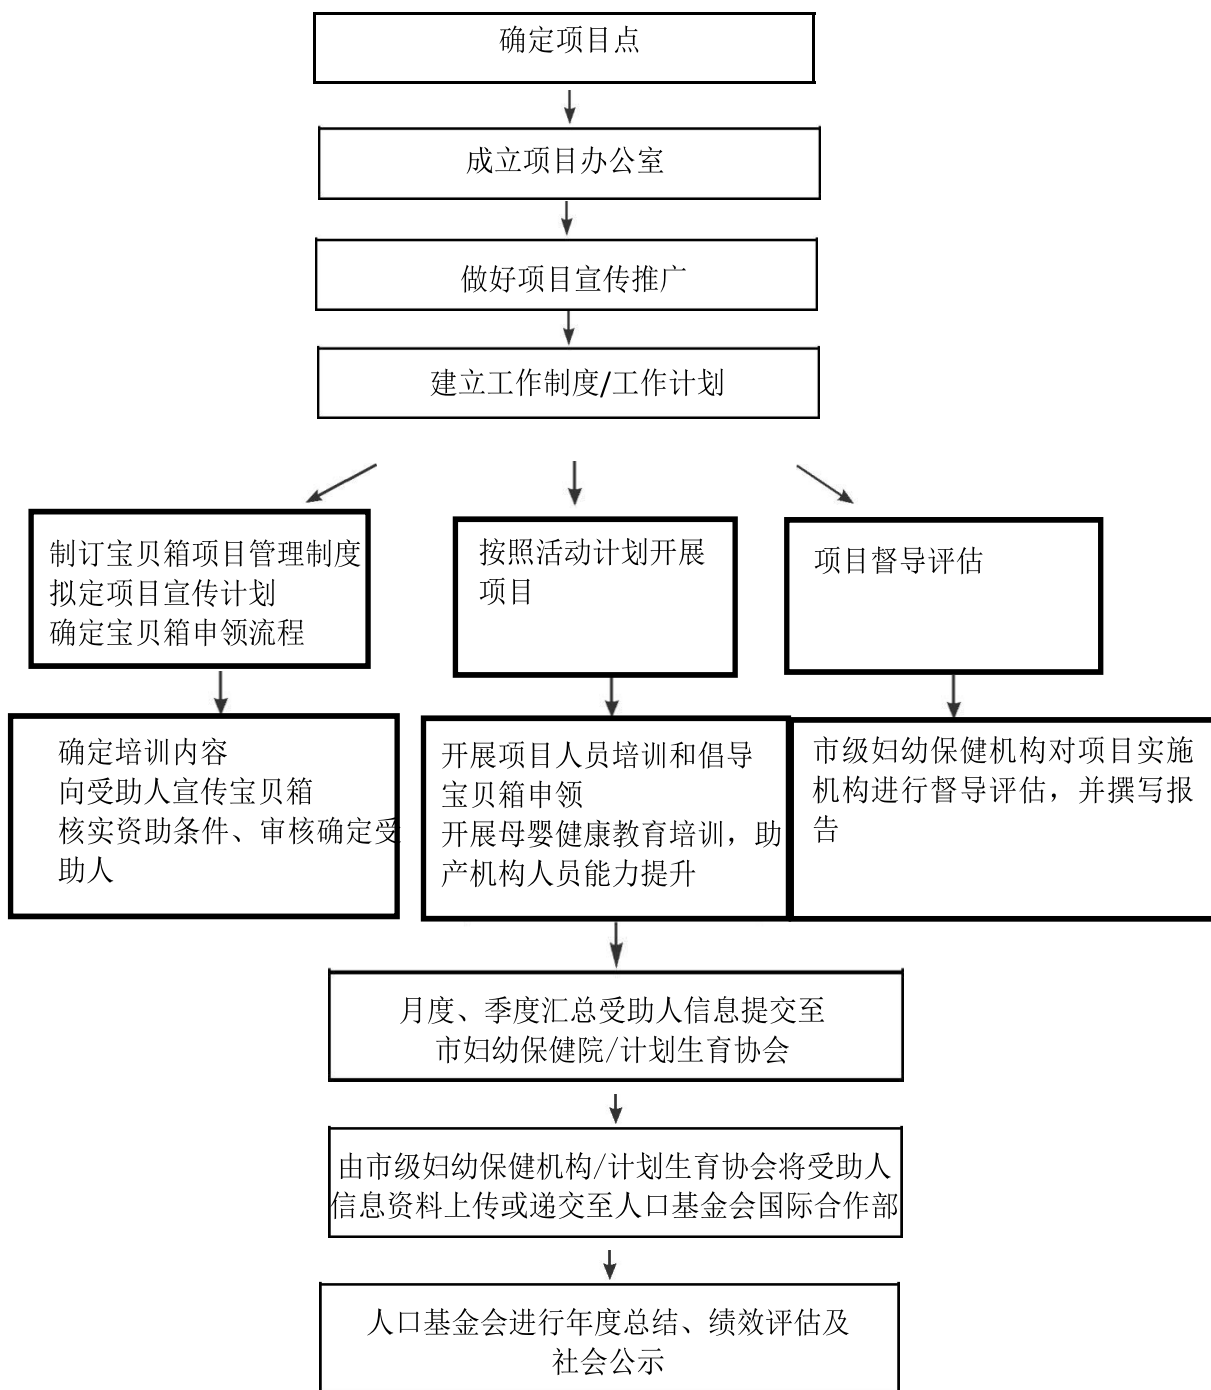 确定项目点
成立项目办公室
做好项目宣传推广
建立工作制度/工作计划
制订宝贝箱项目管理制度
拟定项目宣传计划
确定宝贝箱申领流程
按照活动计划开展
项目
项目督导评估
确定培训内容
向受助人宣传宝贝箱
核实资助条件、审核确定受
助人
开展项目人员培训和倡导
宝贝箱申领
开展母婴健康教育培训，助
产机构人员能力提升
市级妇幼保健机构对项目实施
机构进行督导评估，并撰写报
告
月度、季度汇总受助人信息提交至
市妇幼保健院/计划生育协会
由市级妇幼保健机构/计划生育协会将受助人
信息资料上传或递交至人口基金会国际合作部
人口基金会进行年度总结、绩效评估及
社会公示